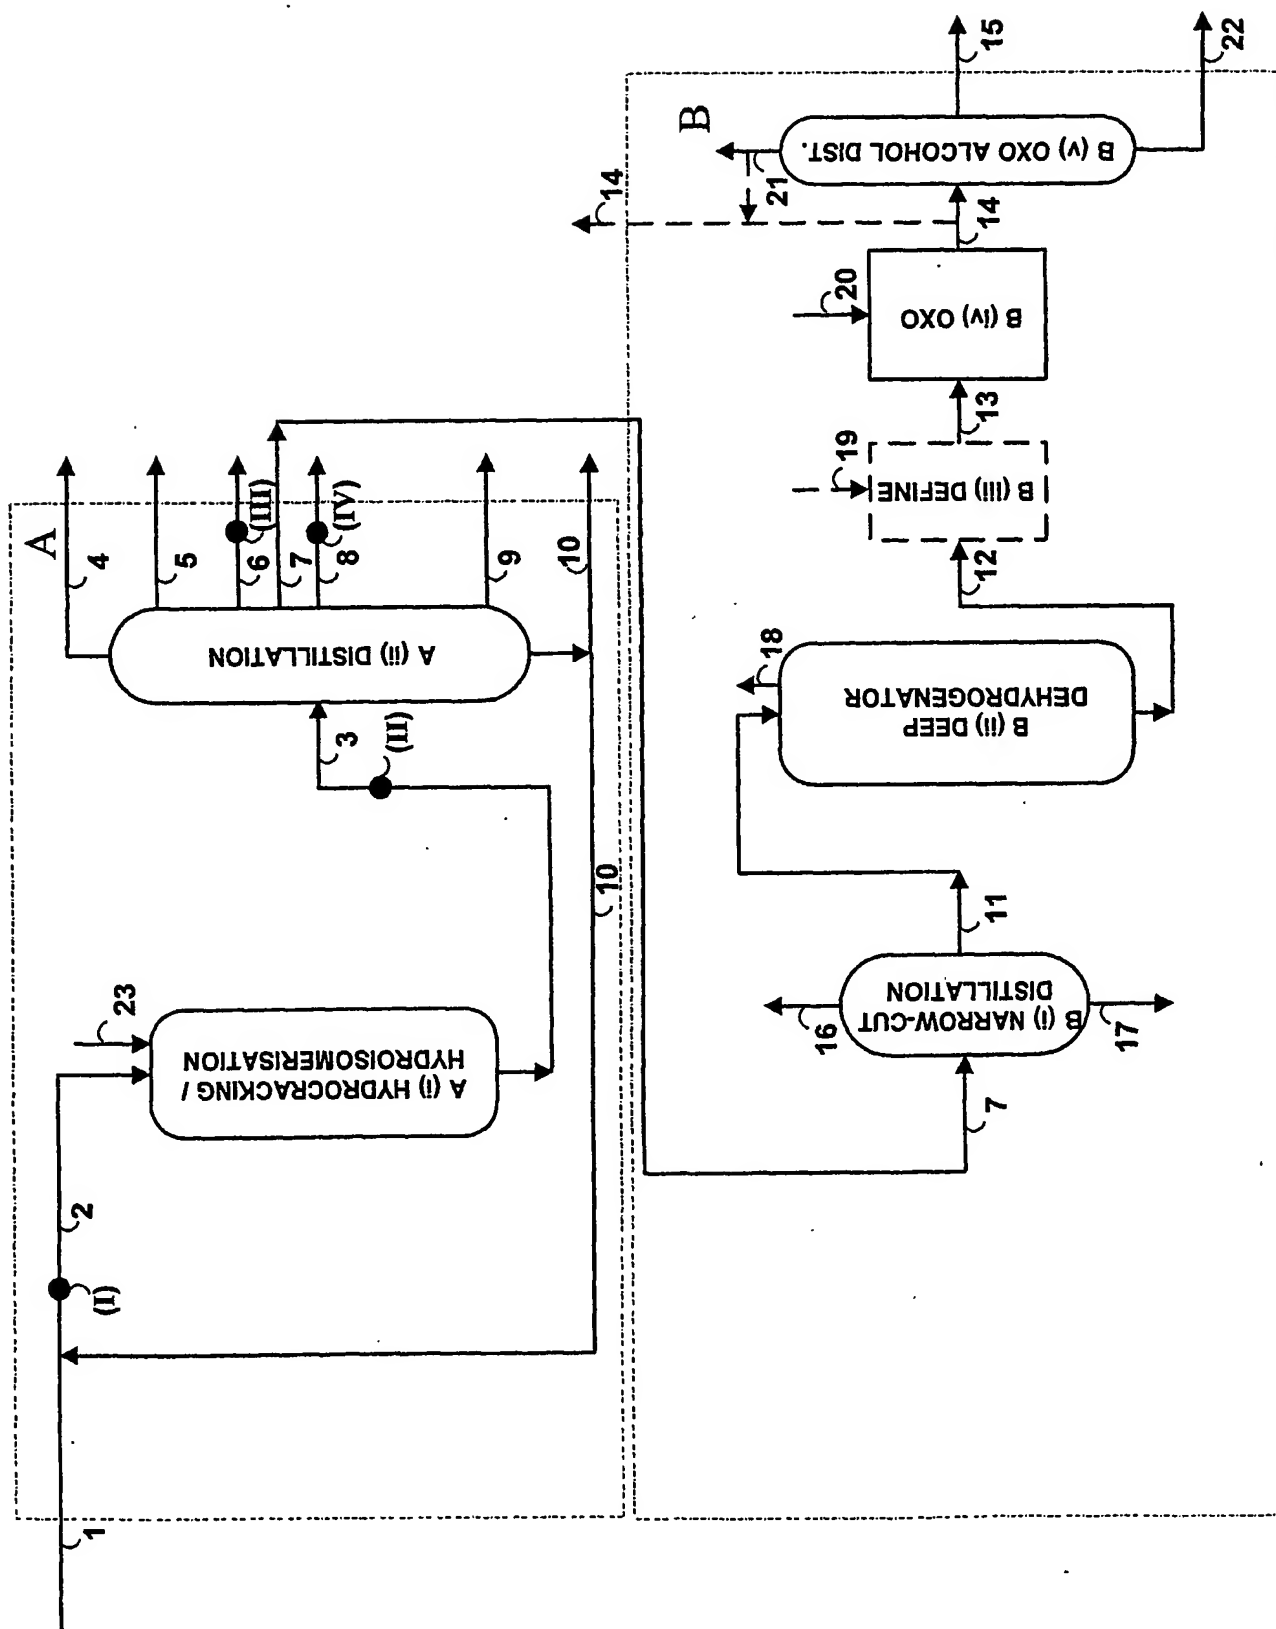 1
2
(I)
23
A (i) HYDROCRACKING /
HYDROISOMERISATION
3
(II)
A (ii) DISTILLATION
A
4
5
6
(III)
7
8
(IV)
9
10
10
7
B (i) NARROW-CUT
DISTILLATION
16
17
11
B (ii) DEEP
DEHYDROGENATOR
18
12
B (iii) DEFINE
19
13
B (iv) OXO
20
14
14
B (v) OXO ALCOHOL DIST.
21
B
15
22